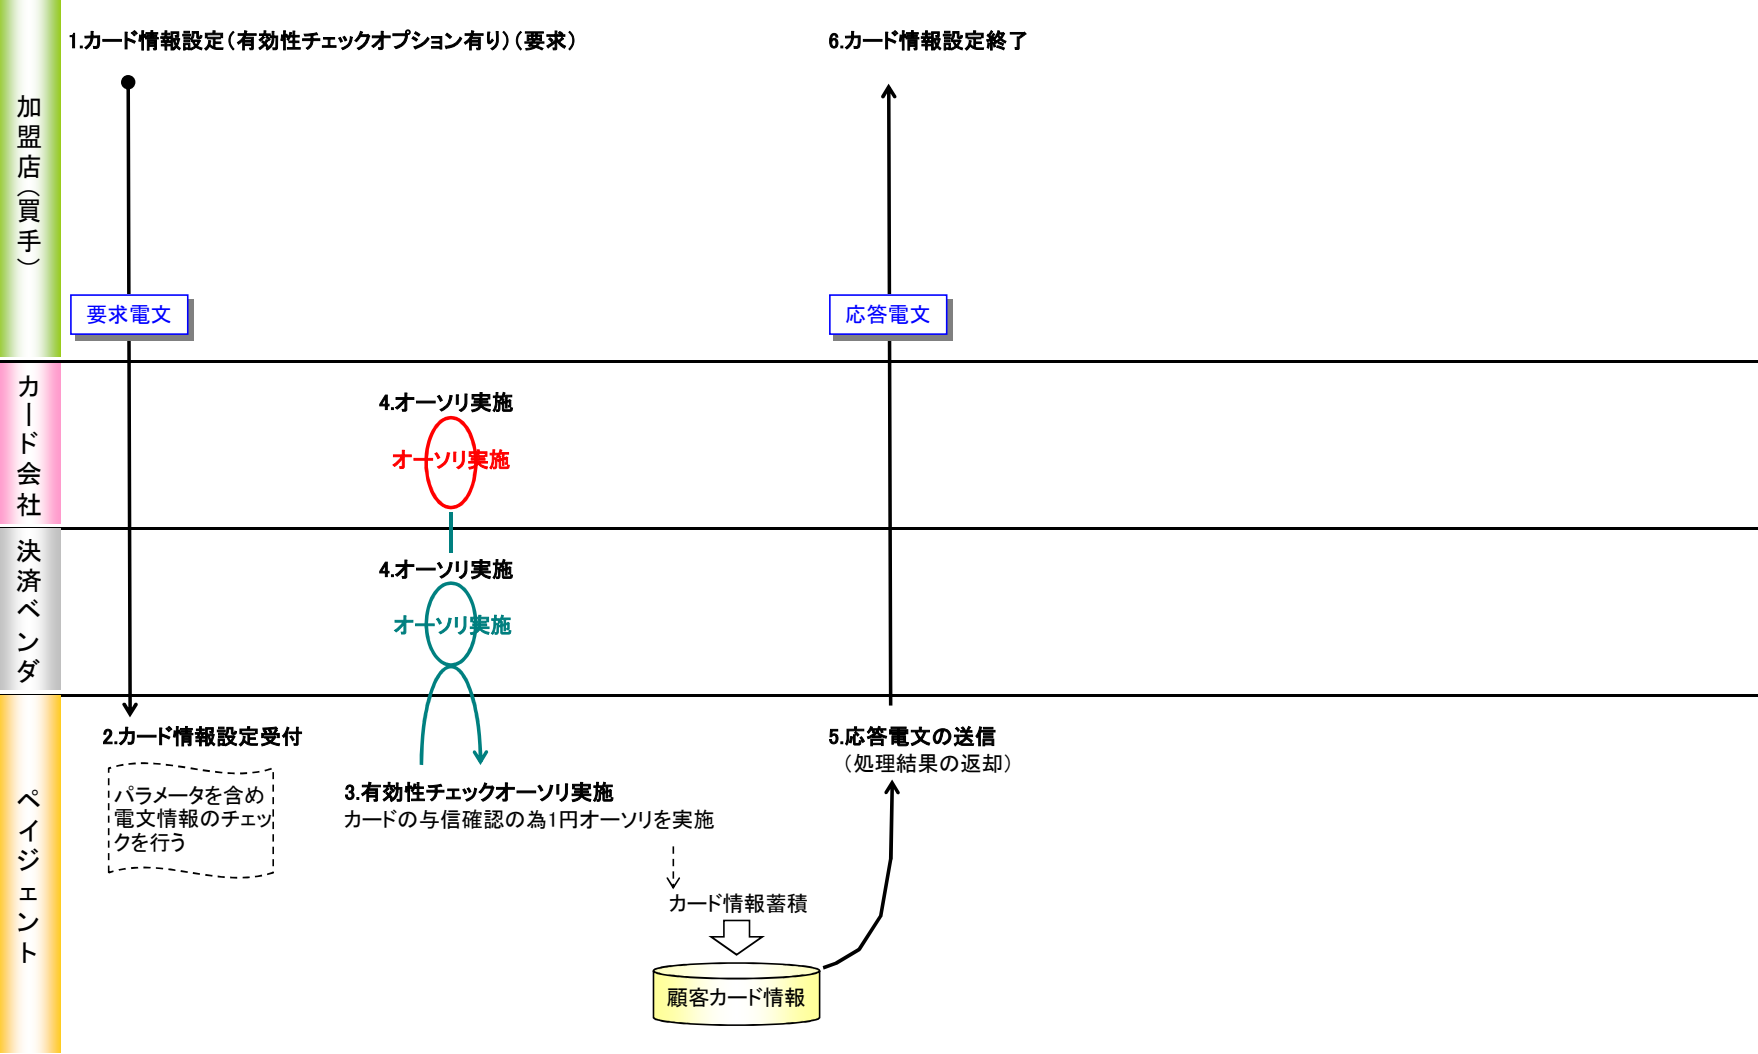 加盟店（買手）
1.カード情報設定（有効性チェックオプション有り）（要求）
6.カード情報設定終了
要求電文
応答電文
カード会社
4.オーソリ実施
オーソリ実施
決済ベンダ
4.オーソリ実施
オーソリ実施
ペイジェント
2.カード情報設定受付
パラメータを含め
電文情報のチェッ
クを行う
3.有効性チェックオーソリ実施
カードの与信確認の為1円オーソリを実施
カード情報蓄積
顧客カード情報
5.応答電文の送信
（処理結果の返却）